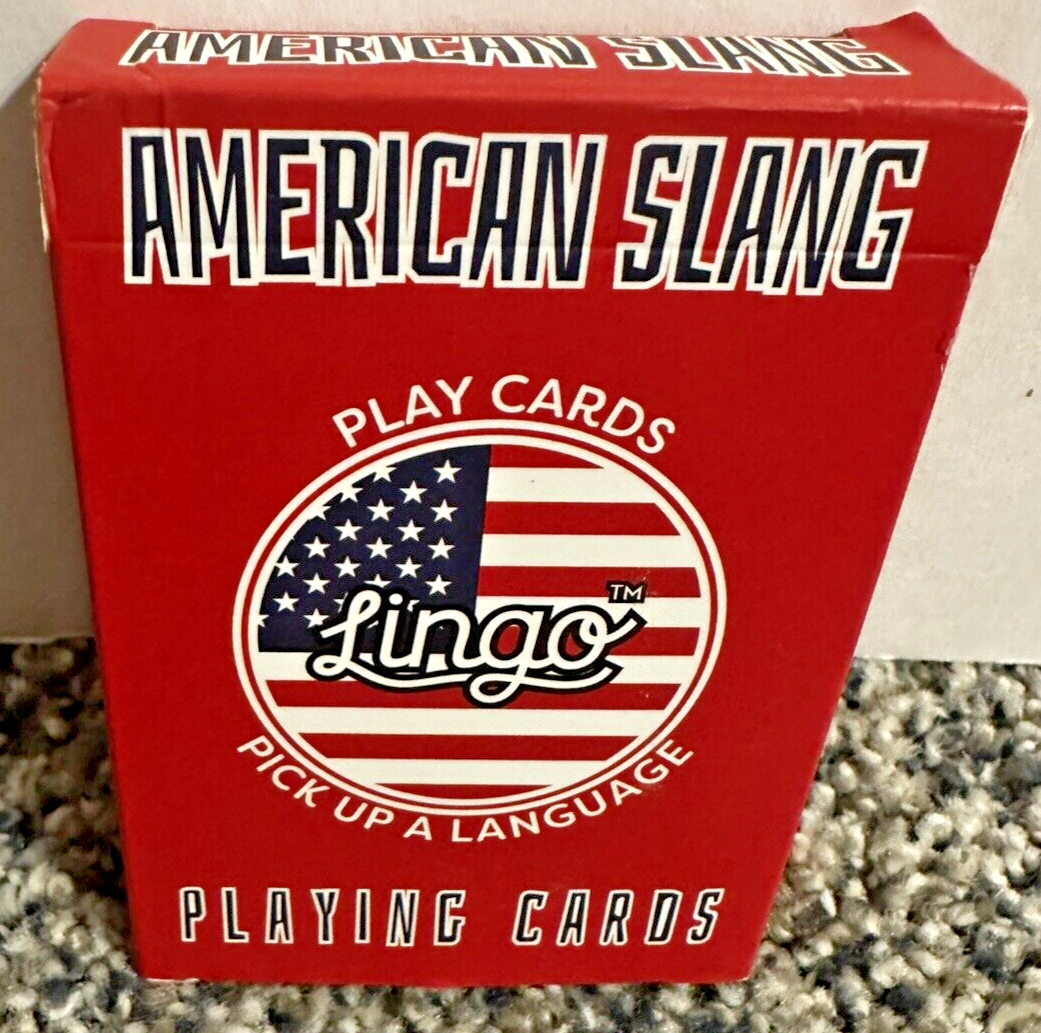 AMERICAN SLANG
AMERICAN SLANG
PLAY CARDS
Lingo™
PICK UP A LANGUAGE
PLAYING CARDS